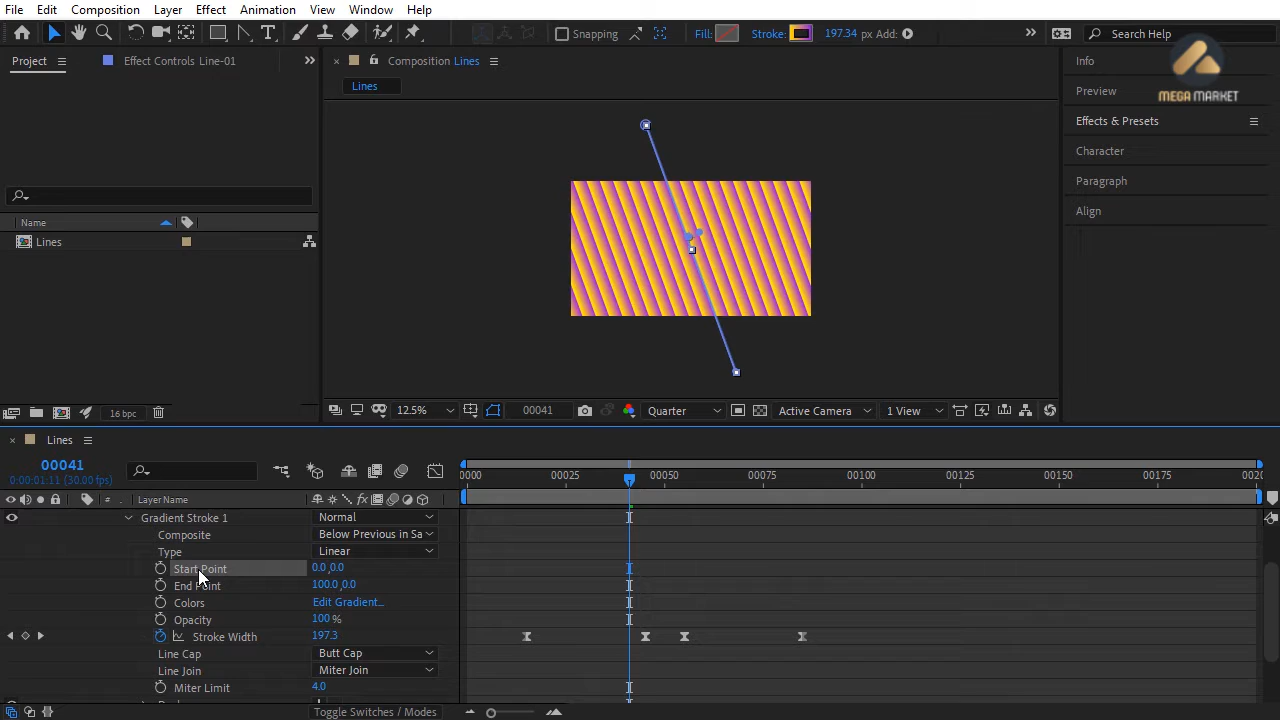 File Edit Composition Layer Effect Animation View Window Help
Snapping Fill: Stroke: 197.34 px Add: Search Help
Project Effect Controls Line-01 Composition Lines Info
MEGA MARKET
Lines Preview
Effects & Presets
Character
Paragraph
Align
Name
Lines
16 bpc 12.5% 00041 Quarter Active Camera 1 View
Lines
00041
0:00:01:11 (30.00 fps)
0000 00025 00050 00075 00100 00125 00150 00175 0020
# Layer Name fx
Gradient Stroke 1 Normal
Composite Below Previous in Sa
Type Linear
Start Point 0.0,0.0
End Point 100.0,0.0
Colors Edit Gradient...
Opacity 100 %
Stroke Width 197.3
Line Cap Butt Cap
Line Join Miter Join
Miter Limit 4.0
Toggle Switches / Modes